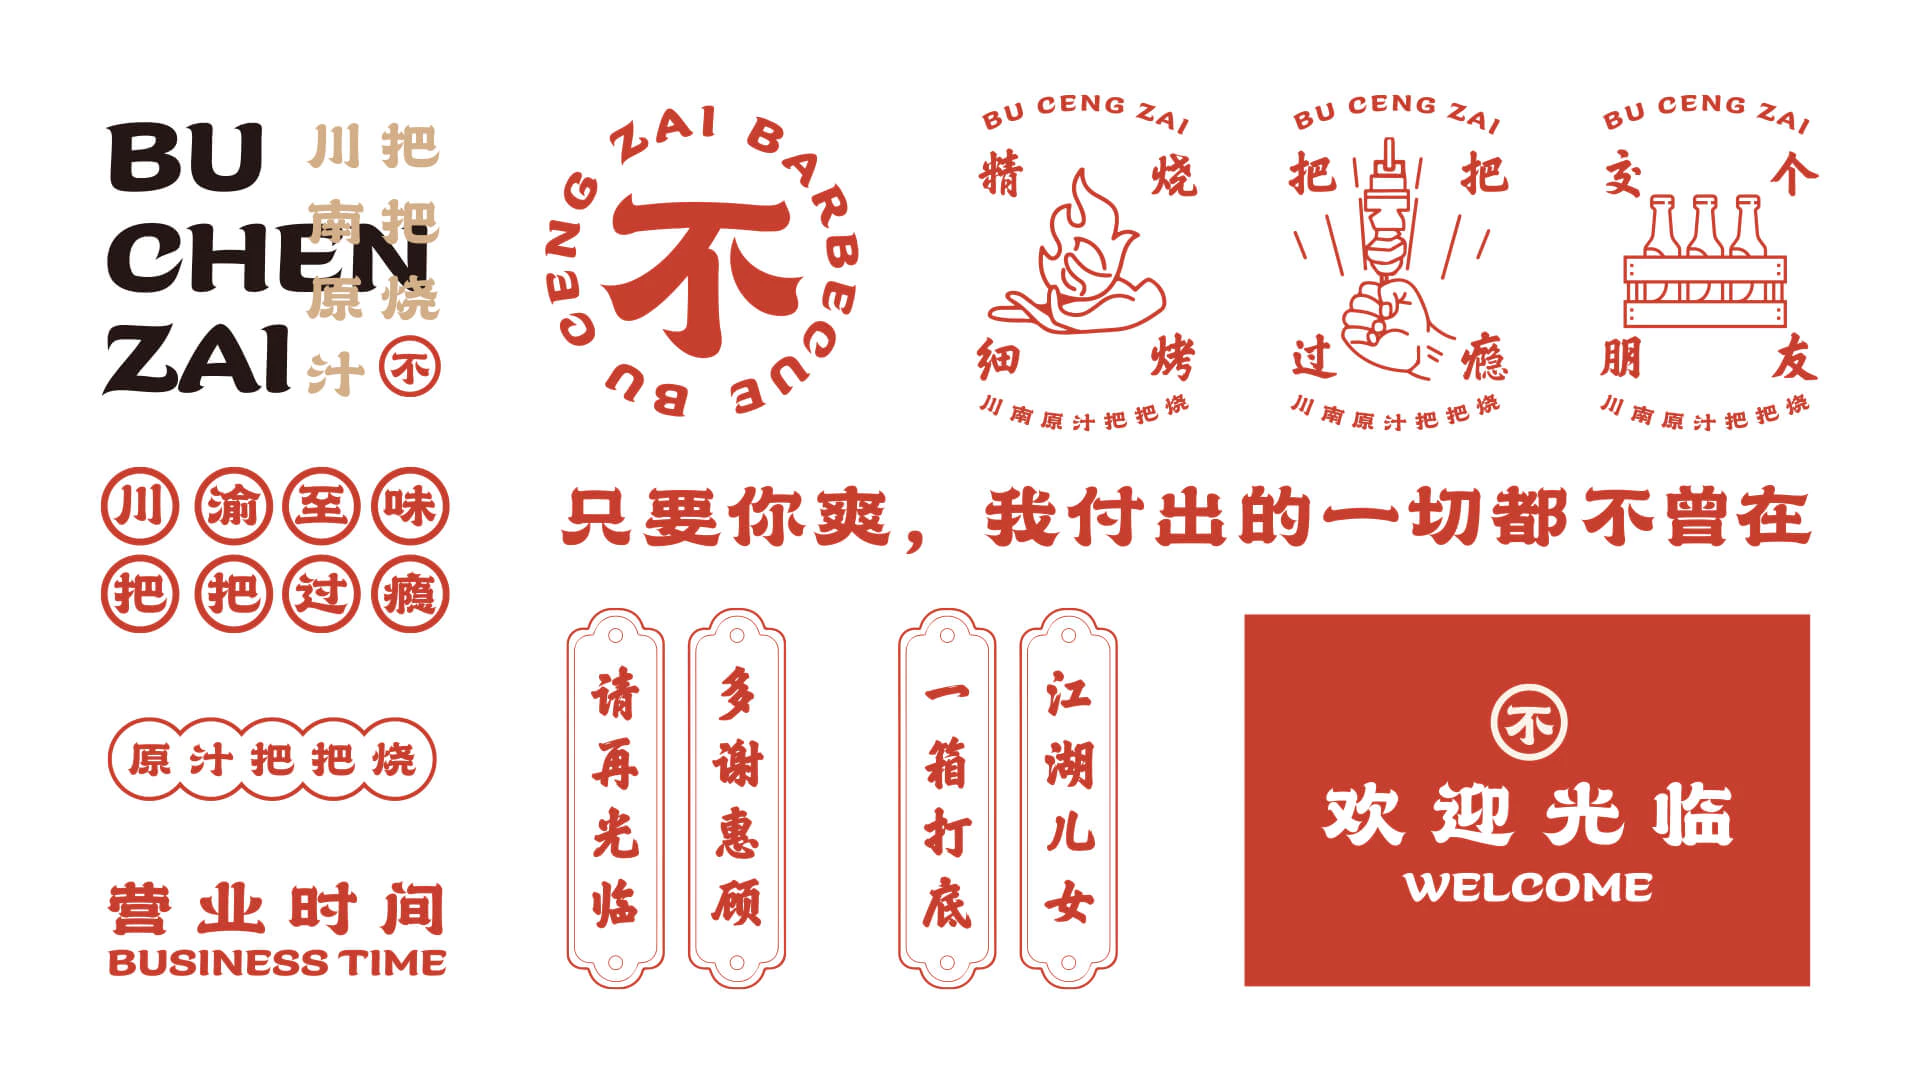 BU
CHEN
ZAI
川南原汁
把把烧
不
BU CENG ZAI BARBECUE
不
BU CENG ZAI
精烧
细烤
川南原汁把把烧
BU CENG ZAI
把把
过瘾
川南原汁把把烧
BU CENG ZAI
交个
朋友
川南原汁把把烧
川渝至味
把把过瘾
只要你爽，我付出的一切都不曾在
原汁把把烧
营业时间
BUSINESS TIME
多谢惠顾
请再光临
江湖儿女
一箱打底
不
欢迎光临
WELCOME